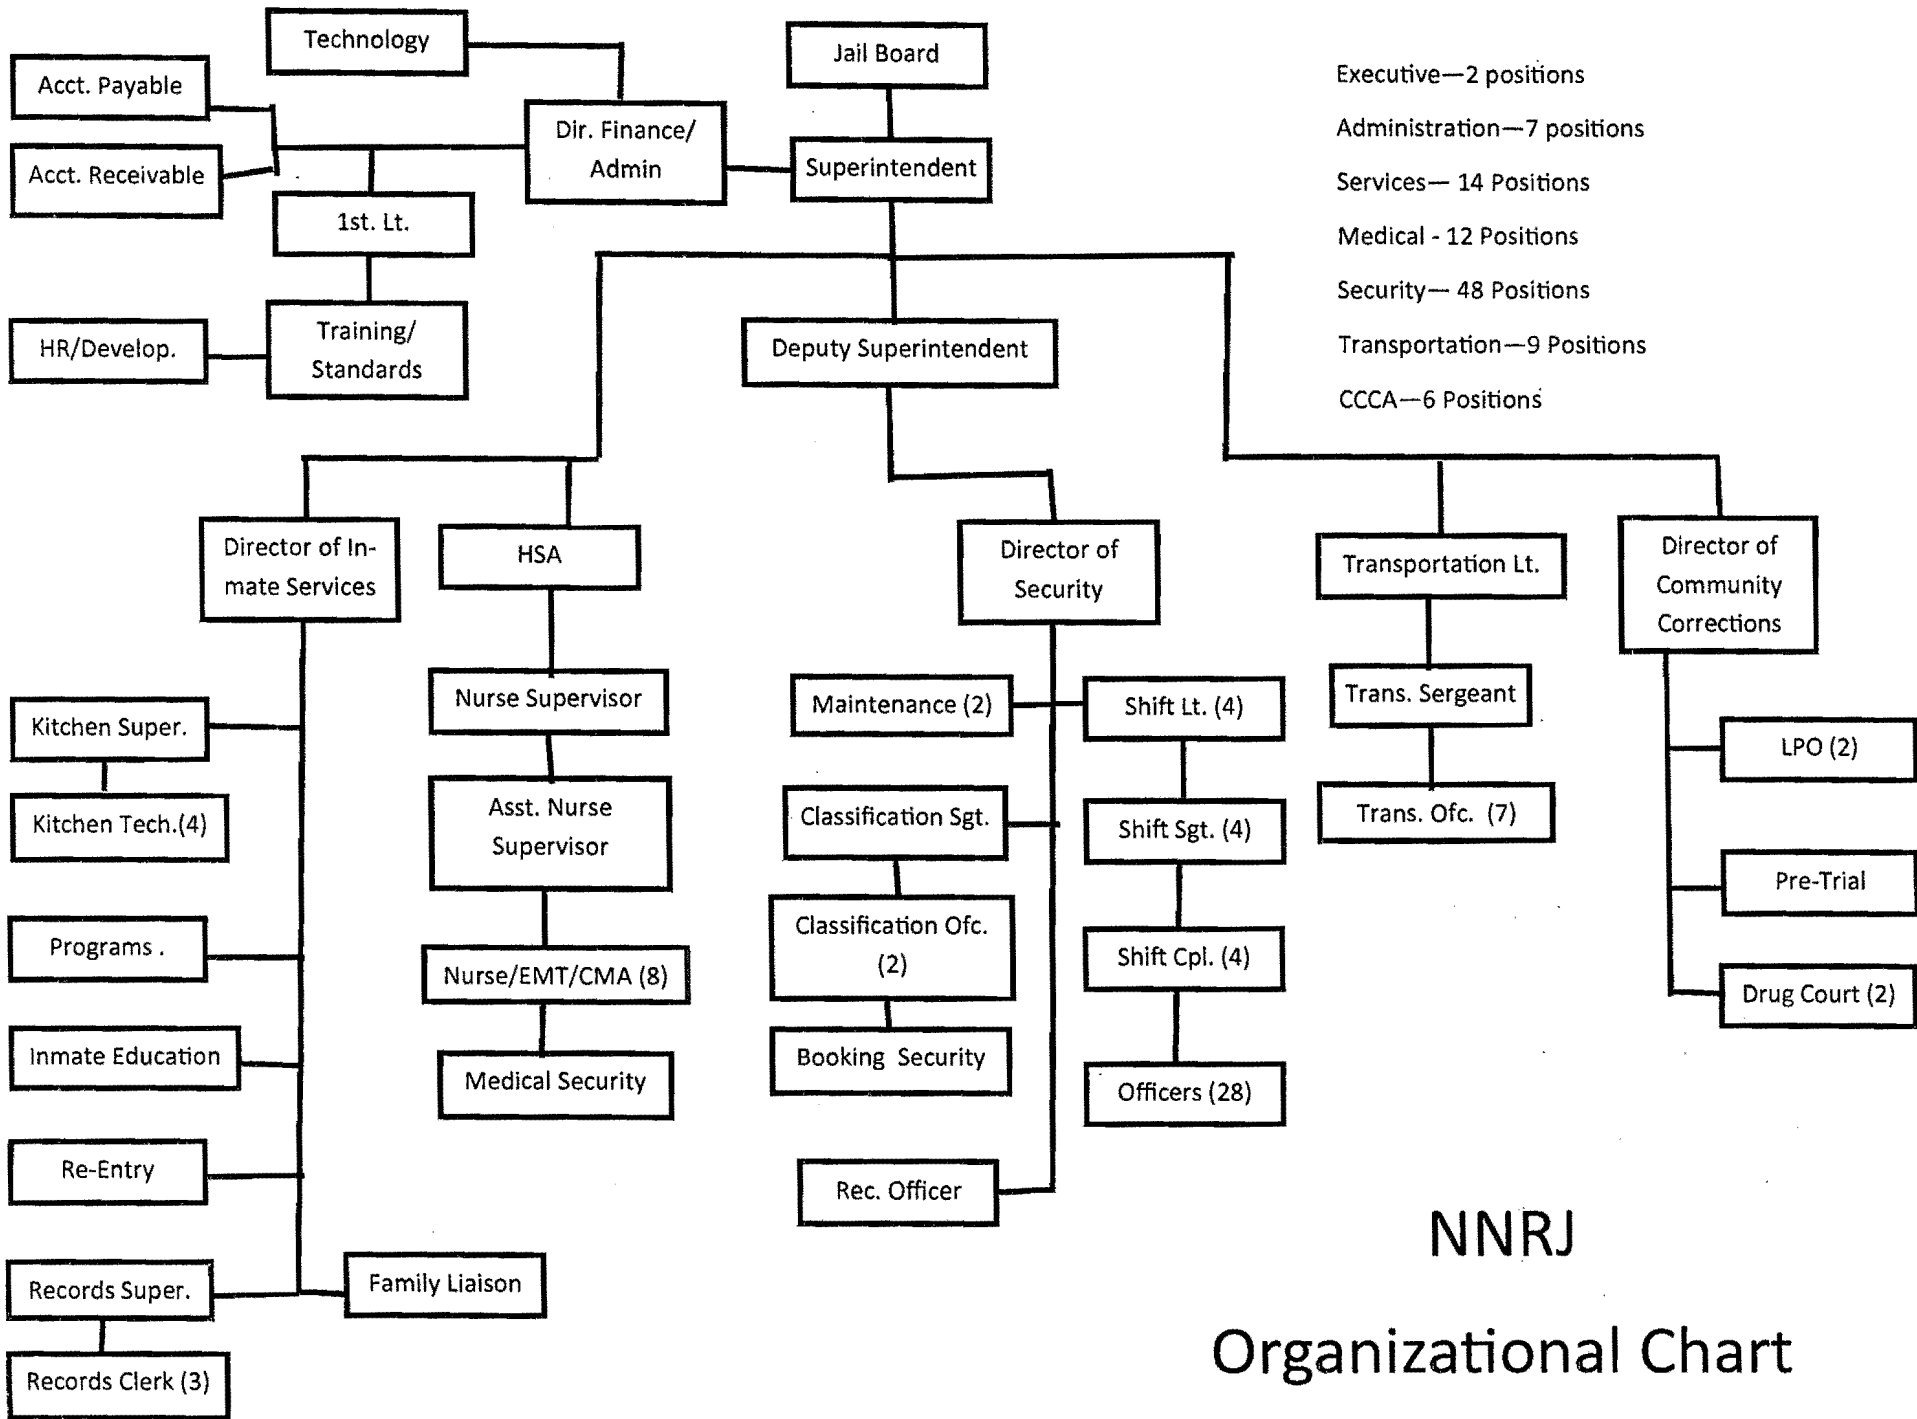 Technology
Jail Board
Acct. Payable
Dir. Finance/
Admin
Acct. Receivable
Superintendent
1st. Lt.
Training/
Standards
HR/Develop.
Deputy Superintendent
Executive—2 positions
Administration—7 positions
Services— 14 Positions
Medical - 12 Positions
Security— 48 Positions
Transportation—9 Positions
CCCA—6 Positions
Director of In-
mate Services
HSA
Director of
Security
Transportation Lt.
Director of
Community
Corrections
Kitchen Super.
Kitchen Tech.(4)
Programs .
Inmate Education
Re-Entry
Records Super.
Records Clerk (3)
Family Liaison
Nurse Supervisor
Asst. Nurse
Supervisor
Nurse/EMT/CMA (8)
Medical Security
Maintenance (2)
Classification Sgt.
Classification Ofc.
(2)
Booking Security
Rec. Officer
Shift Lt. (4)
Shift Sgt. (4)
Shift Cpl. (4)
Officers (28)
Trans. Sergeant
Trans. Ofc. (7)
LPO (2)
Pre-Trial
Drug Court (2)
NNRJ
Organizational Chart